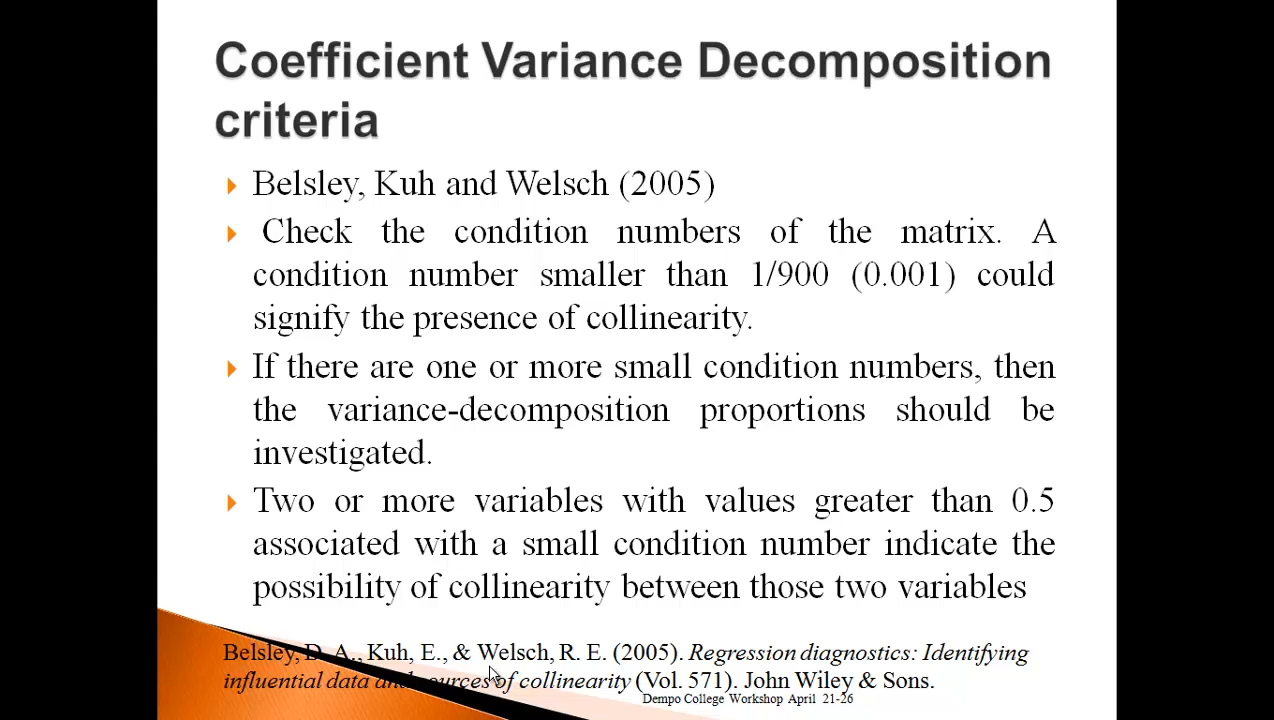 Coefficient Variance Decomposition
criteria
Belsley, Kuh and Welsch (2005)
Check the condition numbers of the matrix. A
condition number smaller than 1/900 (0.001) could
signify the presence of collinearity.
If there are one or more small condition numbers, then
the variance-decomposition proportions should be
investigated.
Two or more variables with values greater than 0.5
associated with a small condition number indicate the
possibility of collinearity between those two variables
Belsley, D. A., Kuh, E., & Welsch, R. E. (2005). Regression diagnostics: Identifying
influential data and sources of collinearity (Vol. 571). John Wiley & Sons.
Dempo College Workshop April 21-26